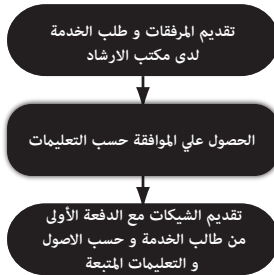 تقديم المرفقات و طلب الخدمة
لدى مكتب الارشاد
الحصول علي الموافقة حسب التعليمات
تقديم الشيكات مع الدفعة الأولى
من طالب الخدمة و حسب الاصول
و التعليمات المتبعة